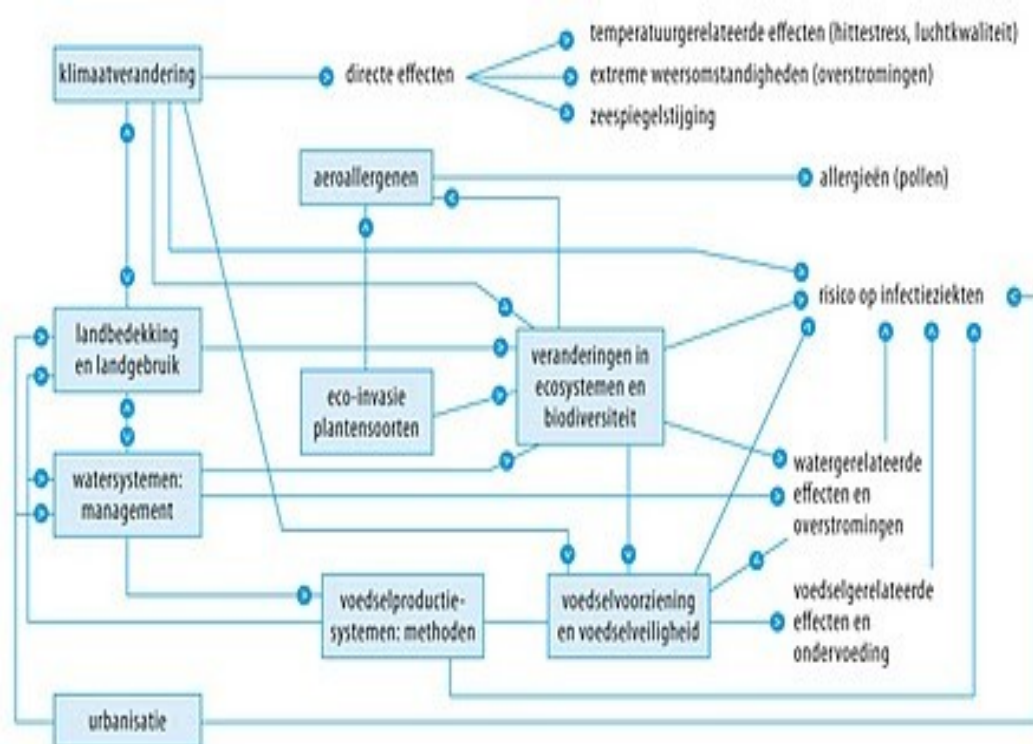 temperatuurgerelateerde effecten (hittestress, luchtkwaliteit)
klimaatverandering
directe effecten
extreme weersomstandigheden (overstromingen)
zeespiegelstijging
aeroallergenen
allergieën (pollen)
risico op infectieziekten
landbedekking
en landgebruik
veranderingen in
ecosystemen en
biodiversiteit
eco-invasie
plantensoorten
watersystemen:
management
watergerelateerde
effecten en
overstromingen
voedselproductie-
systemen: methoden
voedselvoorziening
en voedselveiligheid
voedselgerelateerde
effecten en
ondervoeding
urbanisatie